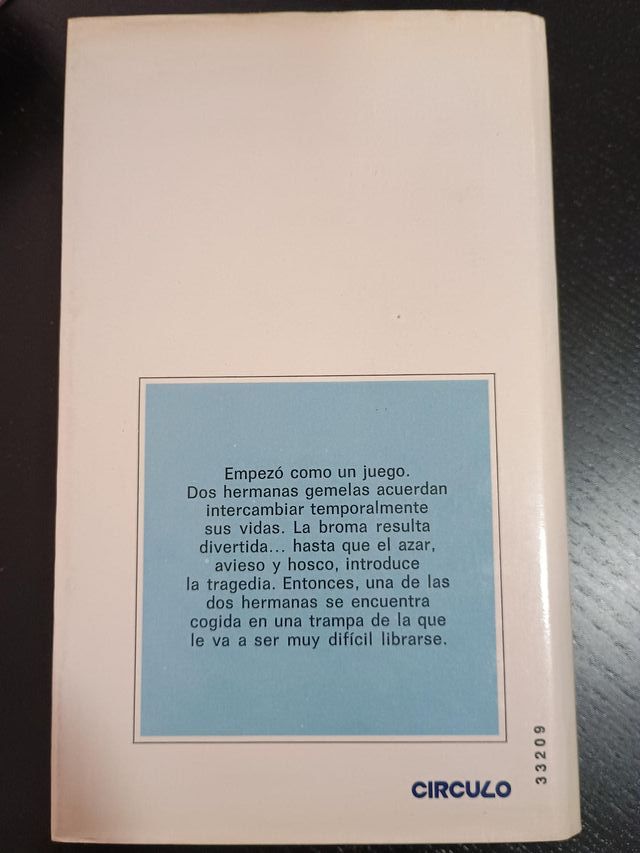 Empezó como un juego.
Dos hermanas gemelas acuerdan
intercambiar temporalmente
sus vidas. La broma resulta
divertida... hasta que el azar,
avieso y hosco, introduce
la tragedia. Entonces, una de las
dos hermanas se encuentra
cogida en una trampa de la que
le va a ser muy difícil librarse.
CIRCULO
33209